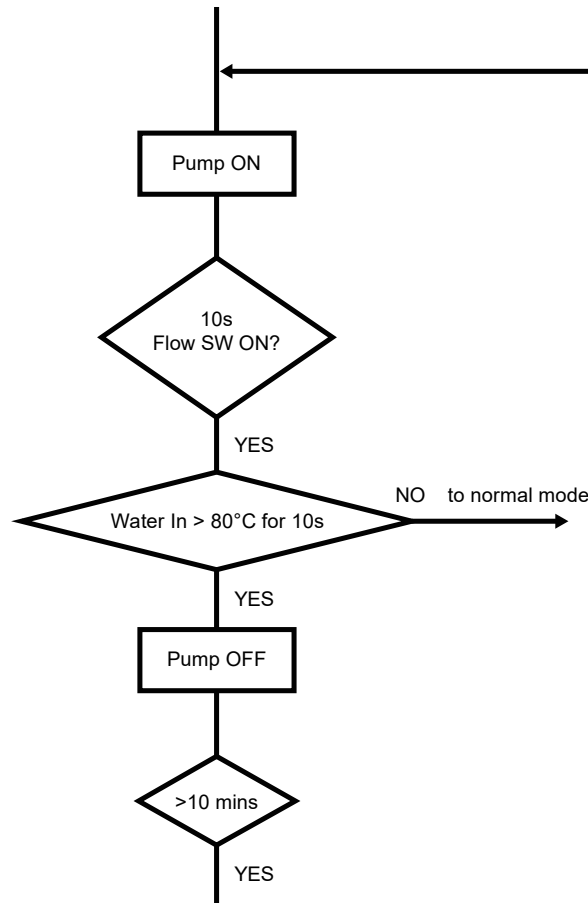 Pump ON
10s
Flow SW ON?
YES
NO to normal mode
Water In > 80°C for 10s
YES
Pump OFF
>10 mins
YES